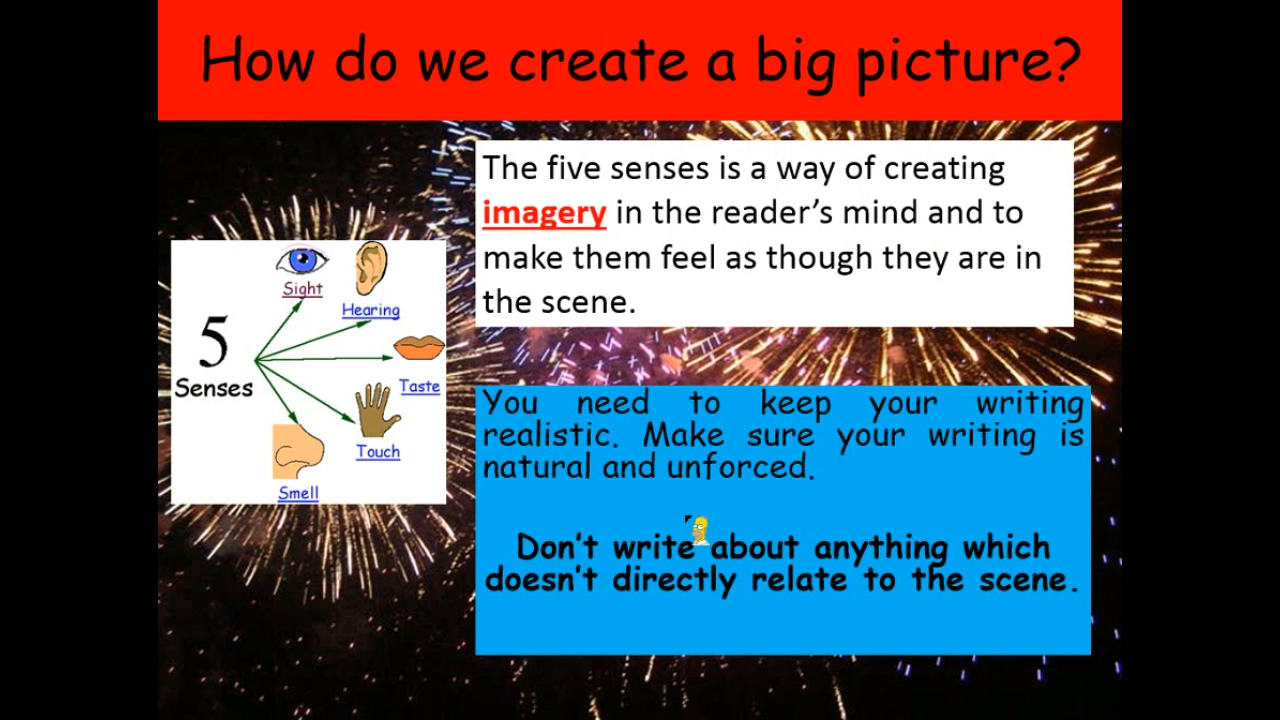 How do we create a big picture?
The five senses is a way of creating
imagery in the reader’s mind and to
make them feel as though they are in
the scene.
Sight
Hearing
5
Senses
Taste
Touch
Smell
You need to keep your writing
realistic. Make sure your writing is
natural and unforced.
Don’t write about anything which
doesn’t directly relate to the scene.